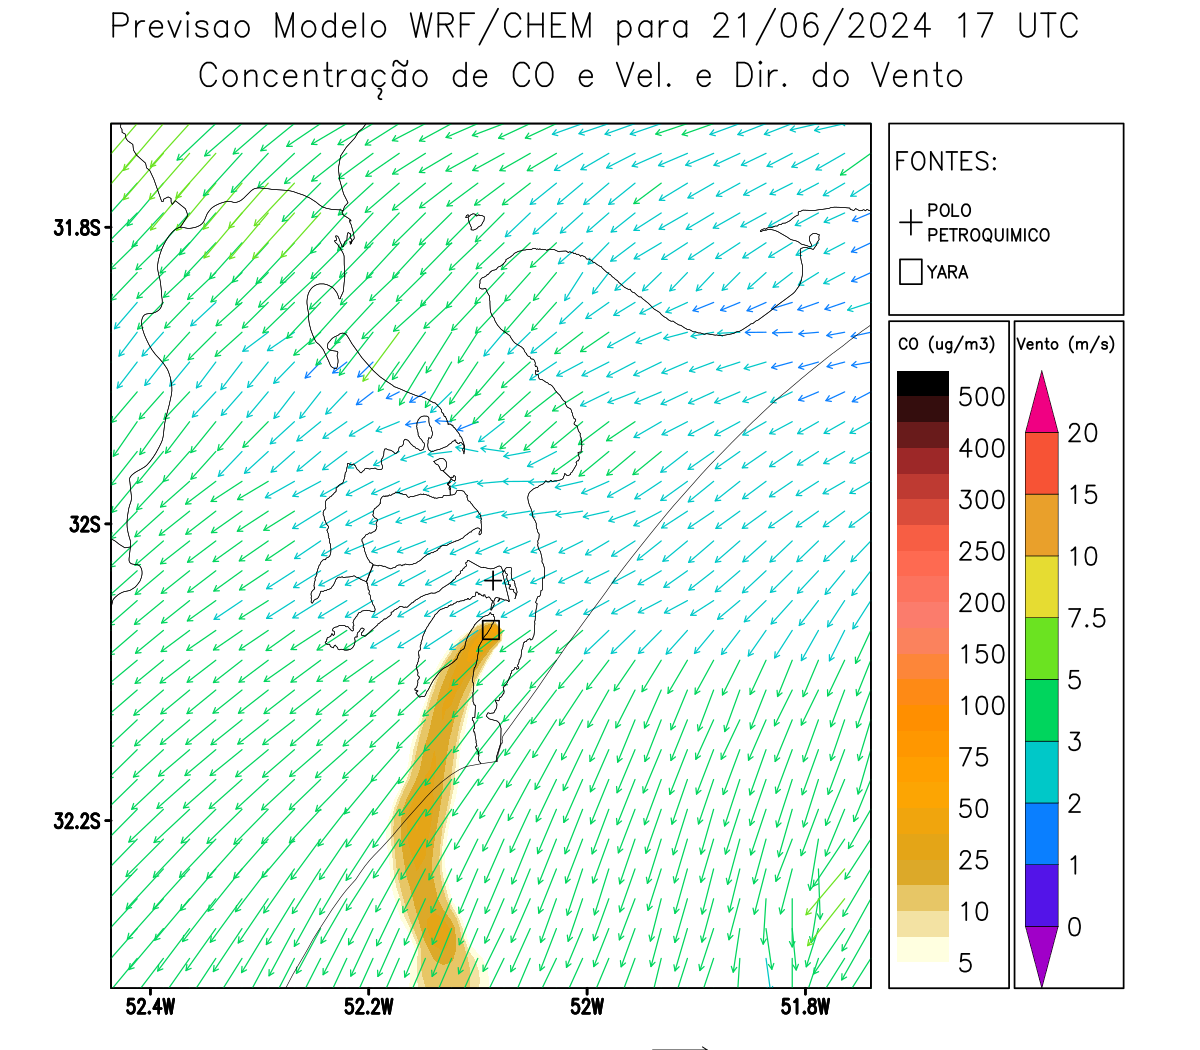 Previsao Modelo WRF/CHEM para 21/06/2024 17 UTC
Concentração de CO e Vel. e Dir. do Vento
FONTES:
POLO
PETROQUIMICO
YARA
CO (ug/m3)
500
400
300
250
200
150
100
75
50
25
10
5
Vento (m/s)
20
15
10
7.5
5
3
2
1
0
31.8S
32S
32.2S
52.4W
52.2W
52W
51.8W